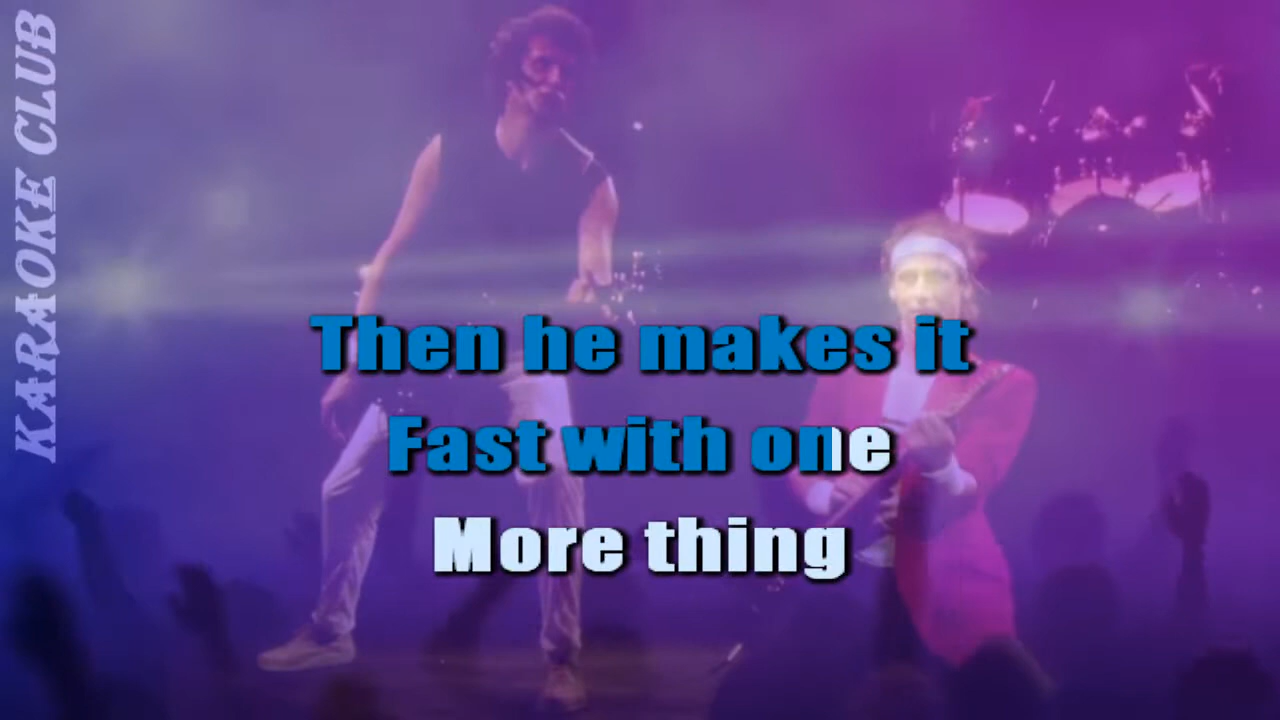 KARAOKE CLUB
Then he makes it
Fast with one
More thing